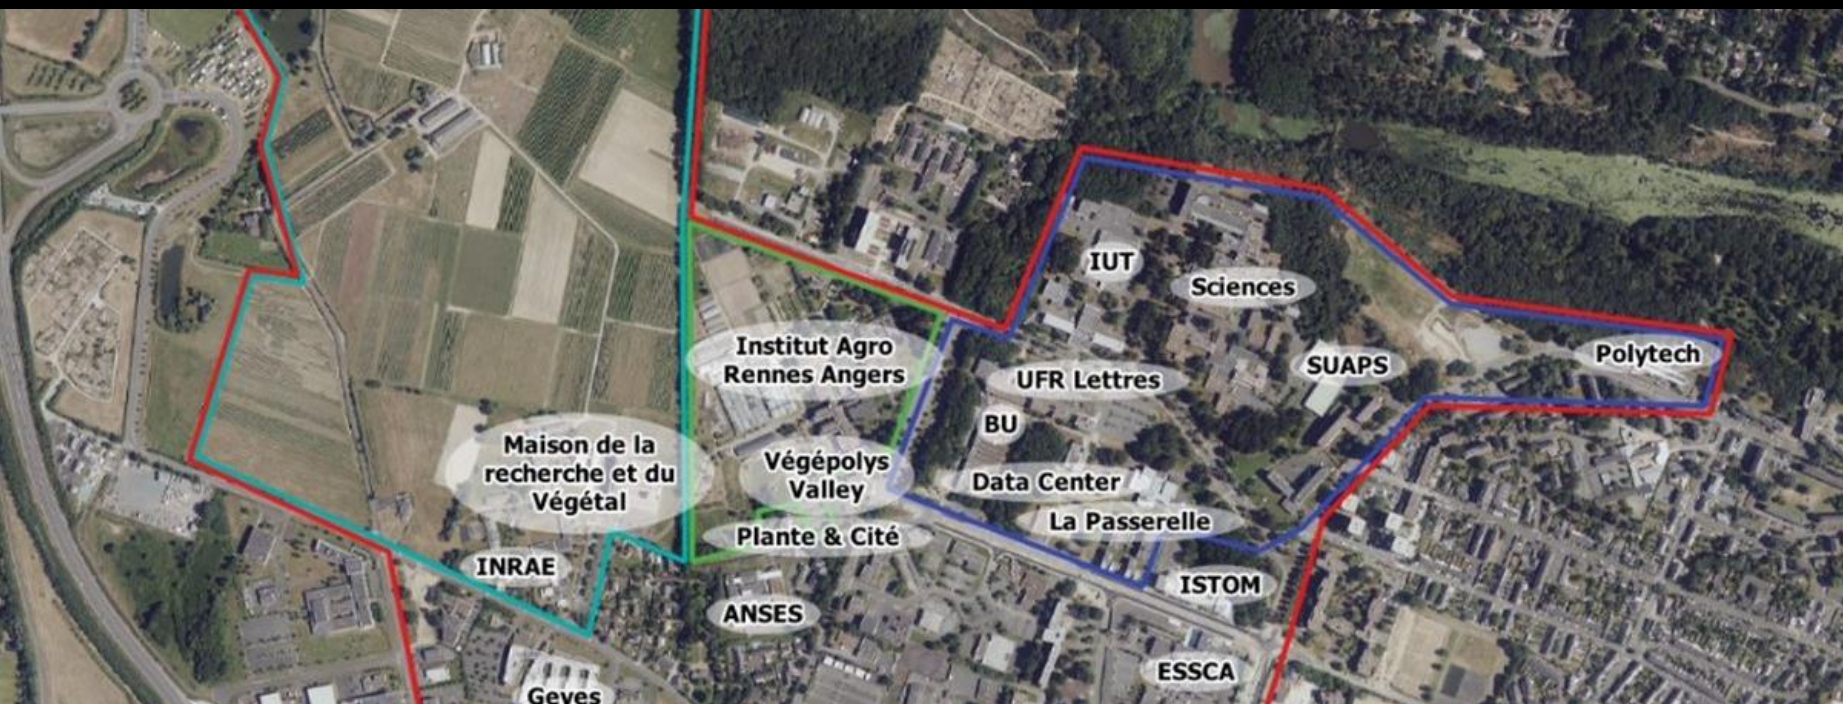 IUT
Sciences
Institut Agro
Rennes Angers
UFR Lettres
SUAPS
Polytech
BU
Maison de la
recherche et du
Végétal
Végépolys
Valley
Data Center
La Passerelle
Plante & Cité
INRAE
ISTOM
ANSES
ESSCA
Geves